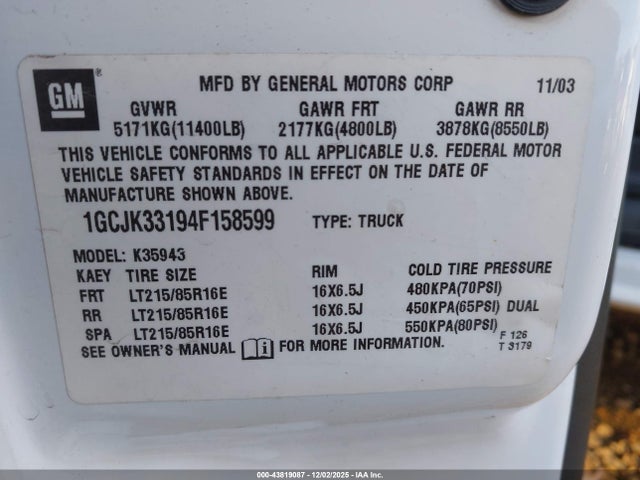 GM ®
MFD BY GENERAL MOTORS CORP 11/03
GVWR GAWR FRT GAWR RR
5171KG(11400LB) 2177KG(4800LB) 3878KG(8550LB)
THIS VEHICLE CONFORMS TO ALL APPLICABLE U.S. FEDERAL MOTOR
VEHICLE SAFETY STANDARDS IN EFFECT ON THE DATE OF
MANUFACTURE SHOWN ABOVE.
1GCJK33194F158599 TYPE: TRUCK
MODEL: K35943
KAEY TIRE SIZE RIM COLD TIRE PRESSURE
FRT LT215/85R16E 16X6.5J 480KPA(70PSI)
RR LT215/85R16E 16X6.5J 450KPA(65PSI) DUAL
SPA LT215/85R16E 16X6.5J 550KPA(80PSI)
SEE OWNER'S MANUAL FOR MORE INFORMATION.
F 126
T 3179
000-43819087 - 12/02/2025 - IAA Inc.